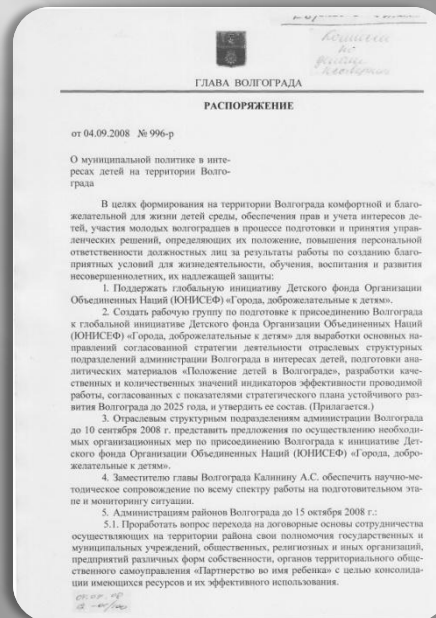 Комиссии
по
делам
ГЛАВА ВОЛГОГРАДА
РАСПОРЯЖЕНИЕ
от 04.09.2008 № 996-р
О муниципальной политике в инте-
ресах детей на территории Волго-
града
В целях формирования на территории Волгограда комфортной и благо-
желательной для жизни детей среды, обеспечения прав и учета интересов де-
тей, участия молодых волгоградцев в процессе подготовки и принятия управ-
ленческих решений, определяющих их положение, повышения персональной
ответственности должностных лиц за результаты работы по созданию благо-
приятных условий для жизнедеятельности, обучения, воспитания и развития
несовершеннолетних, их надлежащей защиты:
1. Поддержать глобальную инициативу Детского фонда Организации
Объединенных Наций (ЮНИСЕФ) «Города, доброжелательные к детям».
2. Создать рабочую группу по подготовке к присоединению Волгограда
к глобальной инициативе Детского фонда Организации Объединенных Наций
(ЮНИСЕФ) «Города, доброжелательные к детям» для выработки основных на-
правлений согласованной стратегии деятельности отраслевых структурных
подразделений администрации Волгограда в интересах детей, подготовки ана-
литических материалов «Положение детей в Волгограде», разработки качест-
венных и количественных значений индикаторов эффективности проводимой
работы, согласованных с показателями стратегического плана устойчивого раз-
вития Волгограда до 2025 года, и утвердить ее состав. (Прилагается.)
3. Отраслевым структурным подразделениям администрации Волгограда
до 10 сентября 2008 г. представить предложения по осуществлению необходи-
мых организационных мер по присоединению Волгограда к инициативе Дет-
ского фонда Организации Объединенных Наций (ЮНИСЕФ) «Города, добро-
желательные к детям».
4. Заместителю главы Волгограда Калинину А.С. обеспечить научно-ме-
тодическое сопровождение по всему спектру работы на подготовительном эта-
пе и мониторингу ситуации.
5. Администрациям районов Волгограда до 15 октября 2008 г.:
5.1. Проработать вопрос перехода на договорные основы сотрудничества
осуществляющих на территории района свои полномочия государственных и
муниципальных учреждений, общественных, религиозных и иных организаций,
предприятий различных форм собственности, органов территориального обще-
ственного самоуправления «Партнерство во имя ребенка» с целью консолида-
ции имеющихся ресурсов и их эффективного использования.